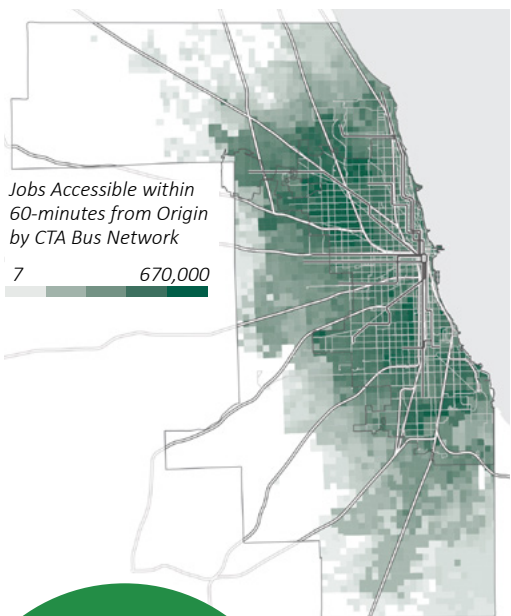 Jobs Accessible within
60-minutes from Origin
by CTA Bus Network
7 670,000